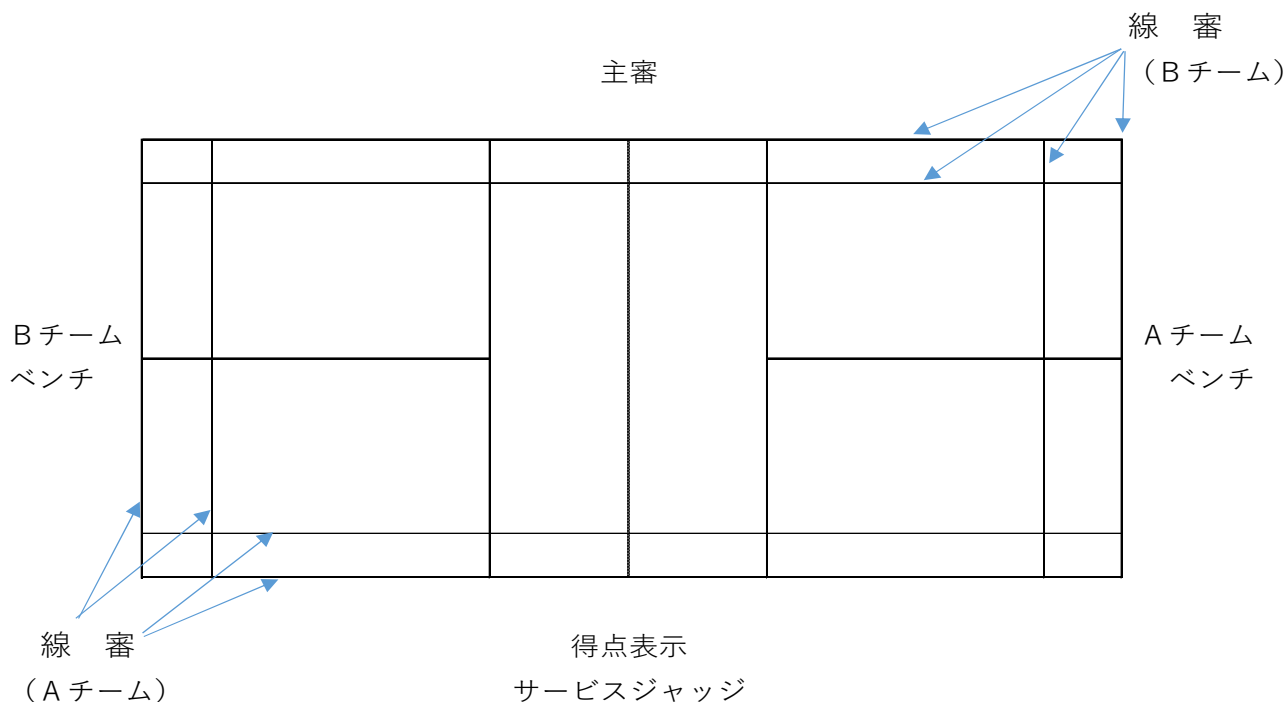 線　審
（Ｂチーム）
主審
Ｂチーム
ベンチ
Ａチーム
ベンチ
線　審
（Ａチーム）
得点表示
サービスジャッジ